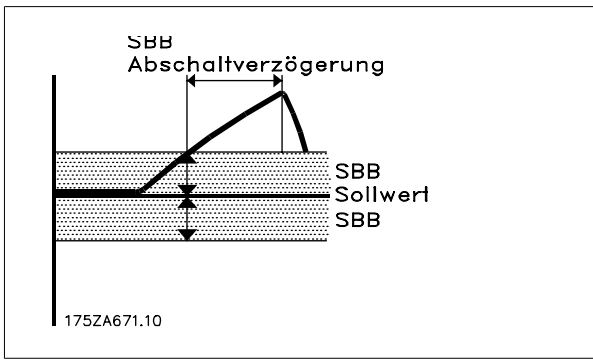 SBB
Abschaltverzögerung
SBB
Sollwert
SBB
175ZA671.10